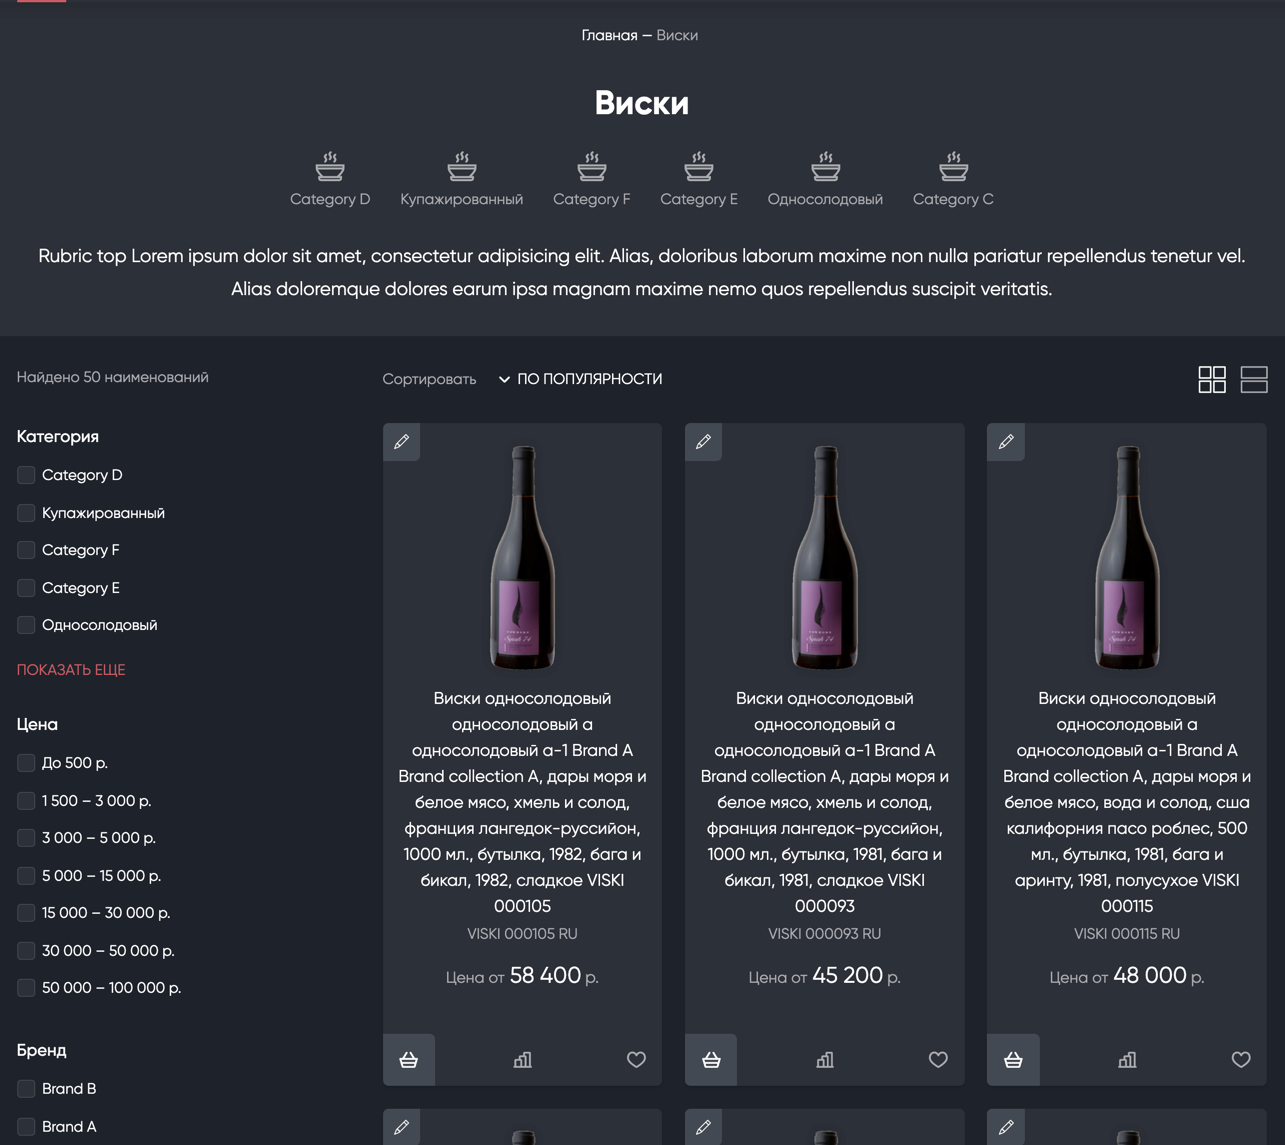 Главная — Виски
Виски
Category D
Купажированный
Category F
Category E
Односолодовый
Category C
Rubric top Lorem ipsum dolor sit amet, consectetur adipisicing elit. Alias, doloribus laborum maxime non nulla pariatur repellendus tenetur vel.
Alias doloremque dolores earum ipsa magnam maxime nemo quos repellendus suscipit veritatis.
Найдено 50 наименований
Категория
Category D
Купажированный
Category F
Category E
Односолодовый
ПОКАЗАТЬ ЕЩЕ
Цена
До 500 р.
1 500 – 3 000 р.
3 000 – 5 000 р.
5 000 – 15 000 р.
15 000 – 30 000 р.
30 000 – 50 000 р.
50 000 – 100 000 р.
Бренд
Brand B
Brand A
Сортировать
ПО ПОПУЛЯРНОСТИ
Виски односолодовый
односолодовый а
односолодовый а-1 Brand A
Brand collection A, дары моря и
белое мясо, хмель и солод,
франция лангедок-руссийон,
1000 мл., бутылка, 1982, бага и
бикал, 1982, сладкое VISKI
000105
VISKI 000105 RU
Цена от 58 400 р.
Виски односолодовый
односолодовый а
односолодовый а-1 Brand A
Brand collection A, дары моря и
белое мясо, хмель и солод,
франция лангедок-руссийон,
1000 мл., бутылка, 1981, бага и
бикал, 1981, сладкое VISKI
000093
VISKI 000093 RU
Цена от 45 200 р.
Виски односолодовый
односолодовый а
односолодовый а-1 Brand A
Brand collection A, дары моря и
белое мясо, вода и солод, сша
калифорния пасо роблес, 500
мл., бутылка, 1981, бага и
аринту, 1981, полусухое VISKI
000115
VISKI 000115 RU
Цена от 48 000 р.